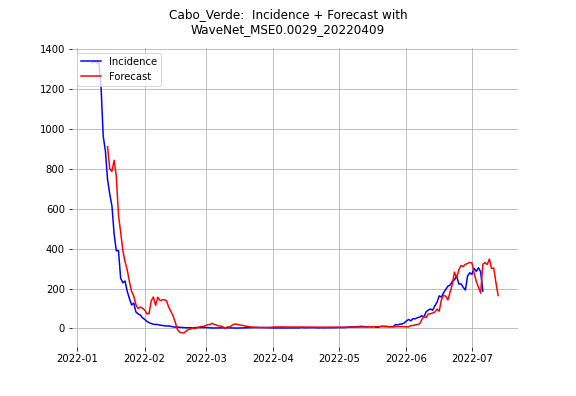 Cabo_Verde:  Incidence + Forecast with
WaveNet_MSE0.0029_20220409
1400
1200
1000
800
600
400
200
0
Incidence
Forecast
2022-01 2022-02 2022-03 2022-04 2022-05 2022-06 2022-07